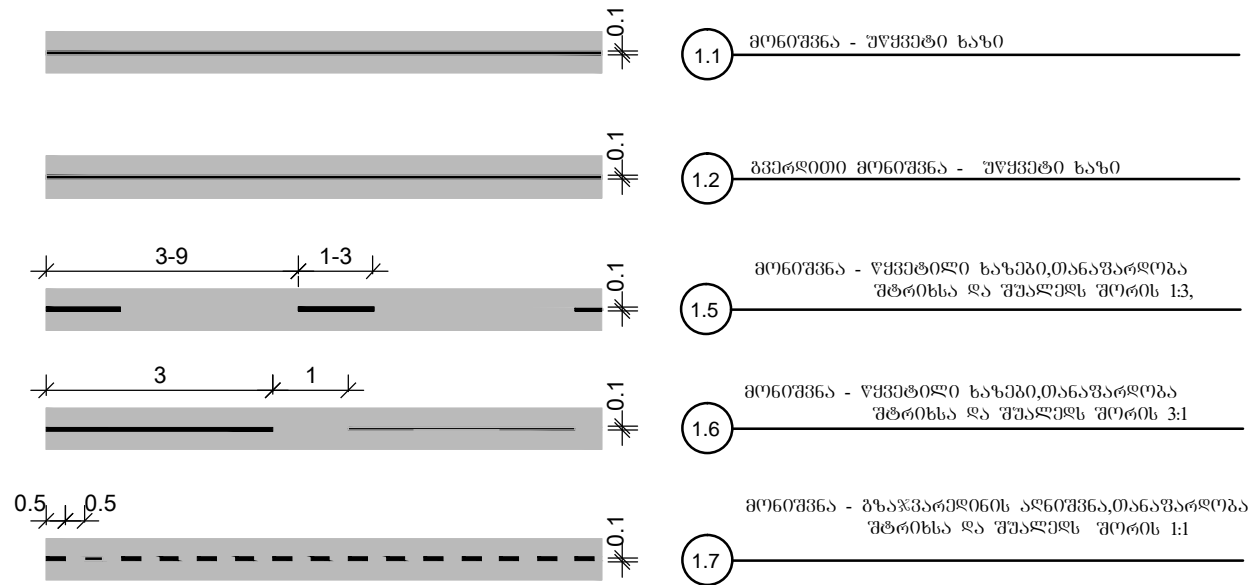 0.1
1.1 მონიშვნა - უწყვეტი ხაზი
0.1
1.2 გვერდითი მონიშვნა - უწყვეტი ხაზი
3-9 1-3
0.1
1.5 მონიშვნა - წყვეტილი ხაზები,თანაფარდობა
შტრიხსა და შუალედს შორის 1:3,
3 1
0.1
1.6 მონიშვნა - წყვეტილი ხაზები,თანაფარდობა
შტრიხსა და შუალედს შორის 3:1
0.5 0.5
0.1
1.7 მონიშვნა - გზაჯვარედინის აღნიშვნა,თანაფარდობა
შტრიხსა და შუალედს შორის 1:1